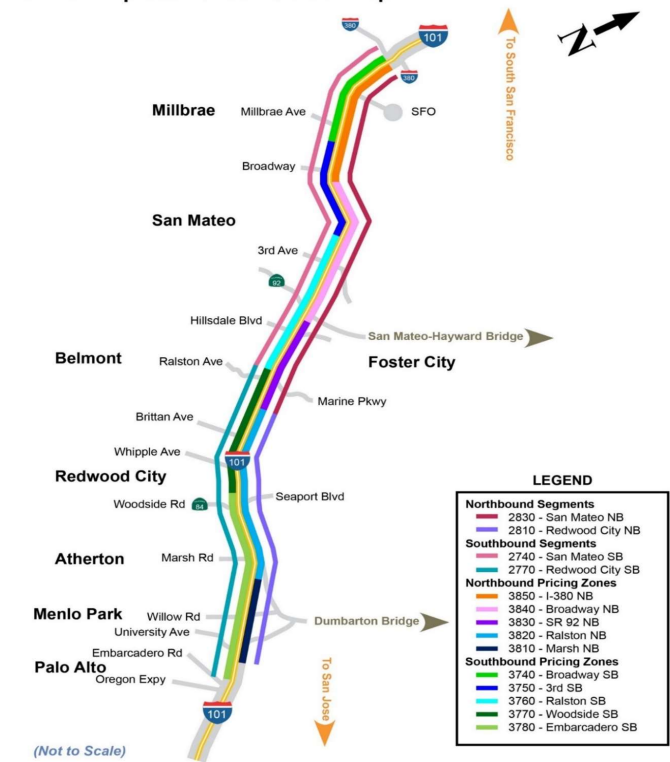 380
101
N
To South San Francisco
380
Millbrae
Millbrae Ave
SFO
Broadway
San Mateo
3rd Ave
92
Hillsdale Blvd
San Mateo-Hayward Bridge
Belmont
Ralston Ave
Foster City
Marine Pkwy
Brittan Ave
Whipple Ave
101
Redwood City
Woodside Rd
84
Seaport Blvd
Atherton
Marsh Rd
Menlo Park
Willow Rd
Dumbarton Bridge
University Ave
Embarcadero Rd
Palo Alto
Oregon Expy
To San Jose
101
(Not to Scale)
LEGEND
Northbound Segments
2830 - San Mateo NB
2810 - Redwood City NB
Southbound Segments
2740 - San Mateo SB
2770 - Redwood City SB
Northbound Pricing Zones
3850 - I-380 NB
3840 - Broadway NB
3830 - SR 92 NB
3820 - Ralston NB
3810 - Marsh NB
Southbound Pricing Zones
3740 - Broadway SB
3750 - 3rd SB
3760 - Ralston SB
3770 - Woodside SB
3780 - Embarcadero SB